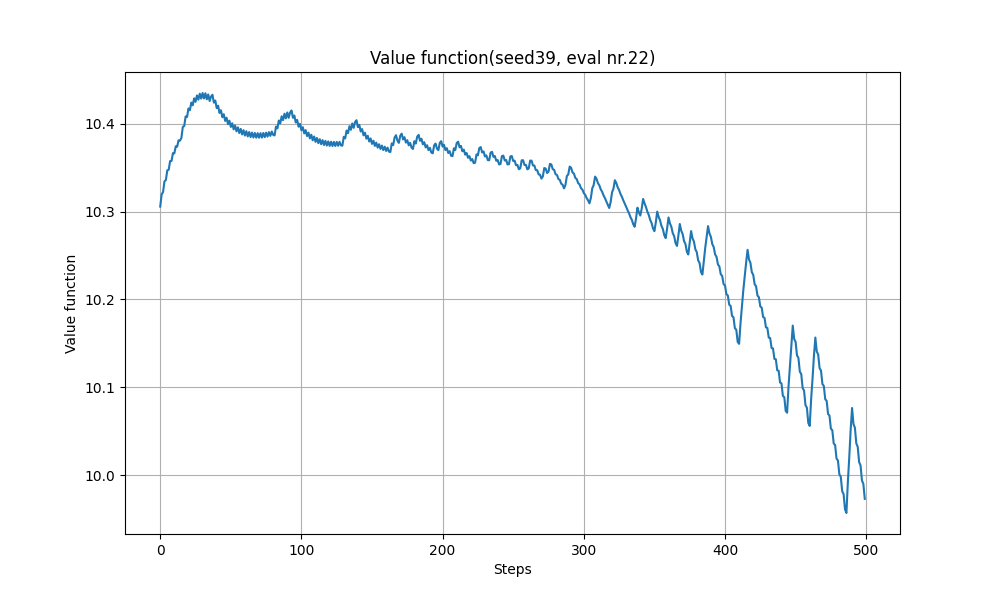 Value function(seed39, eval nr.22)
Value function
10.4
10.3
10.2
10.1
10.0
0 100 200 300 400 500
Steps